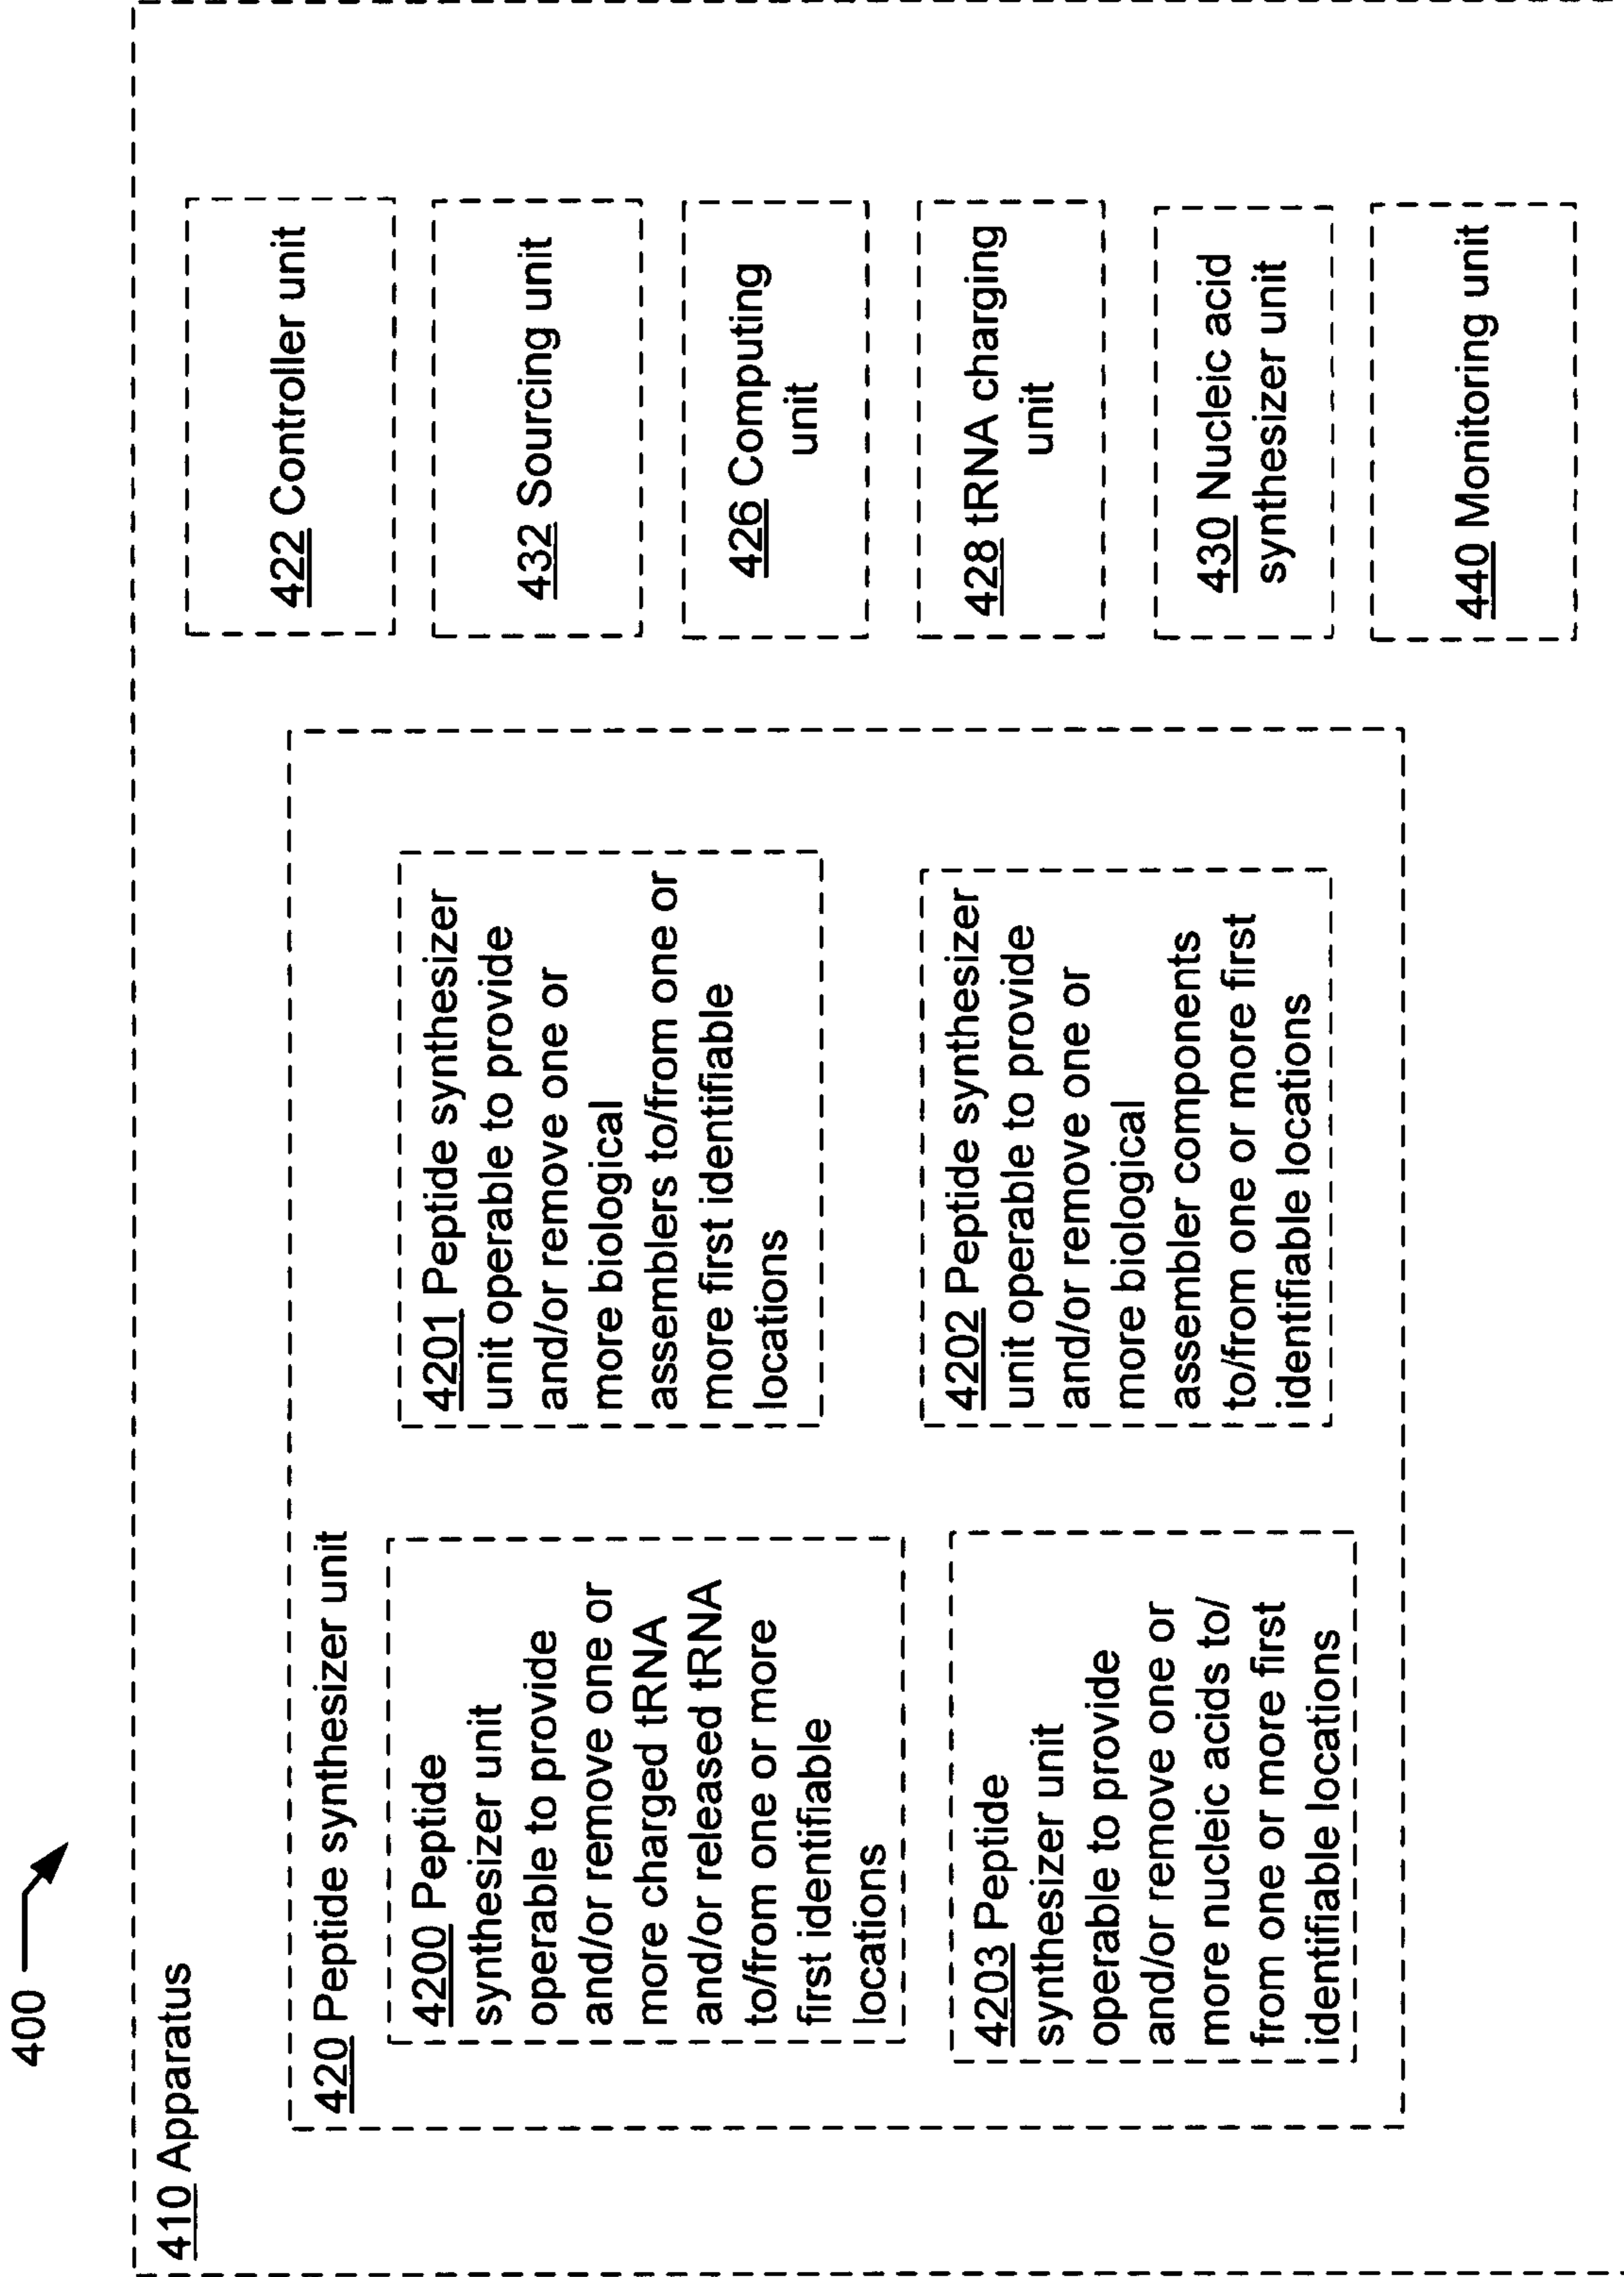 400
410 Apparatus
420 Peptide synthesizer unit
4200 Peptide
synthesizer unit
operable to provide
and/or remove one or
more charged tRNA
and/or released tRNA
to/from one or more
first identifiable
locations
4201 Peptide synthesizer
unit operable to provide
and/or remove one or
more biological
assemblers to/from one or
more first identifiable
locations
4203 Peptide
synthesizer unit
operable to provide
and/or remove one or
more nucleic acids to/
from one or more first
identifiable locations
4202 Peptide synthesizer
unit operable to provide
and/or remove one or
more biological
assembler components
to/from one or more first
identifiable locations
422 Controller unit
432 Sourcing unit
426 Computing
unit
428 tRNA charging
unit
430 Nucleic acid
synthesizer unit
440 Monitoring unit